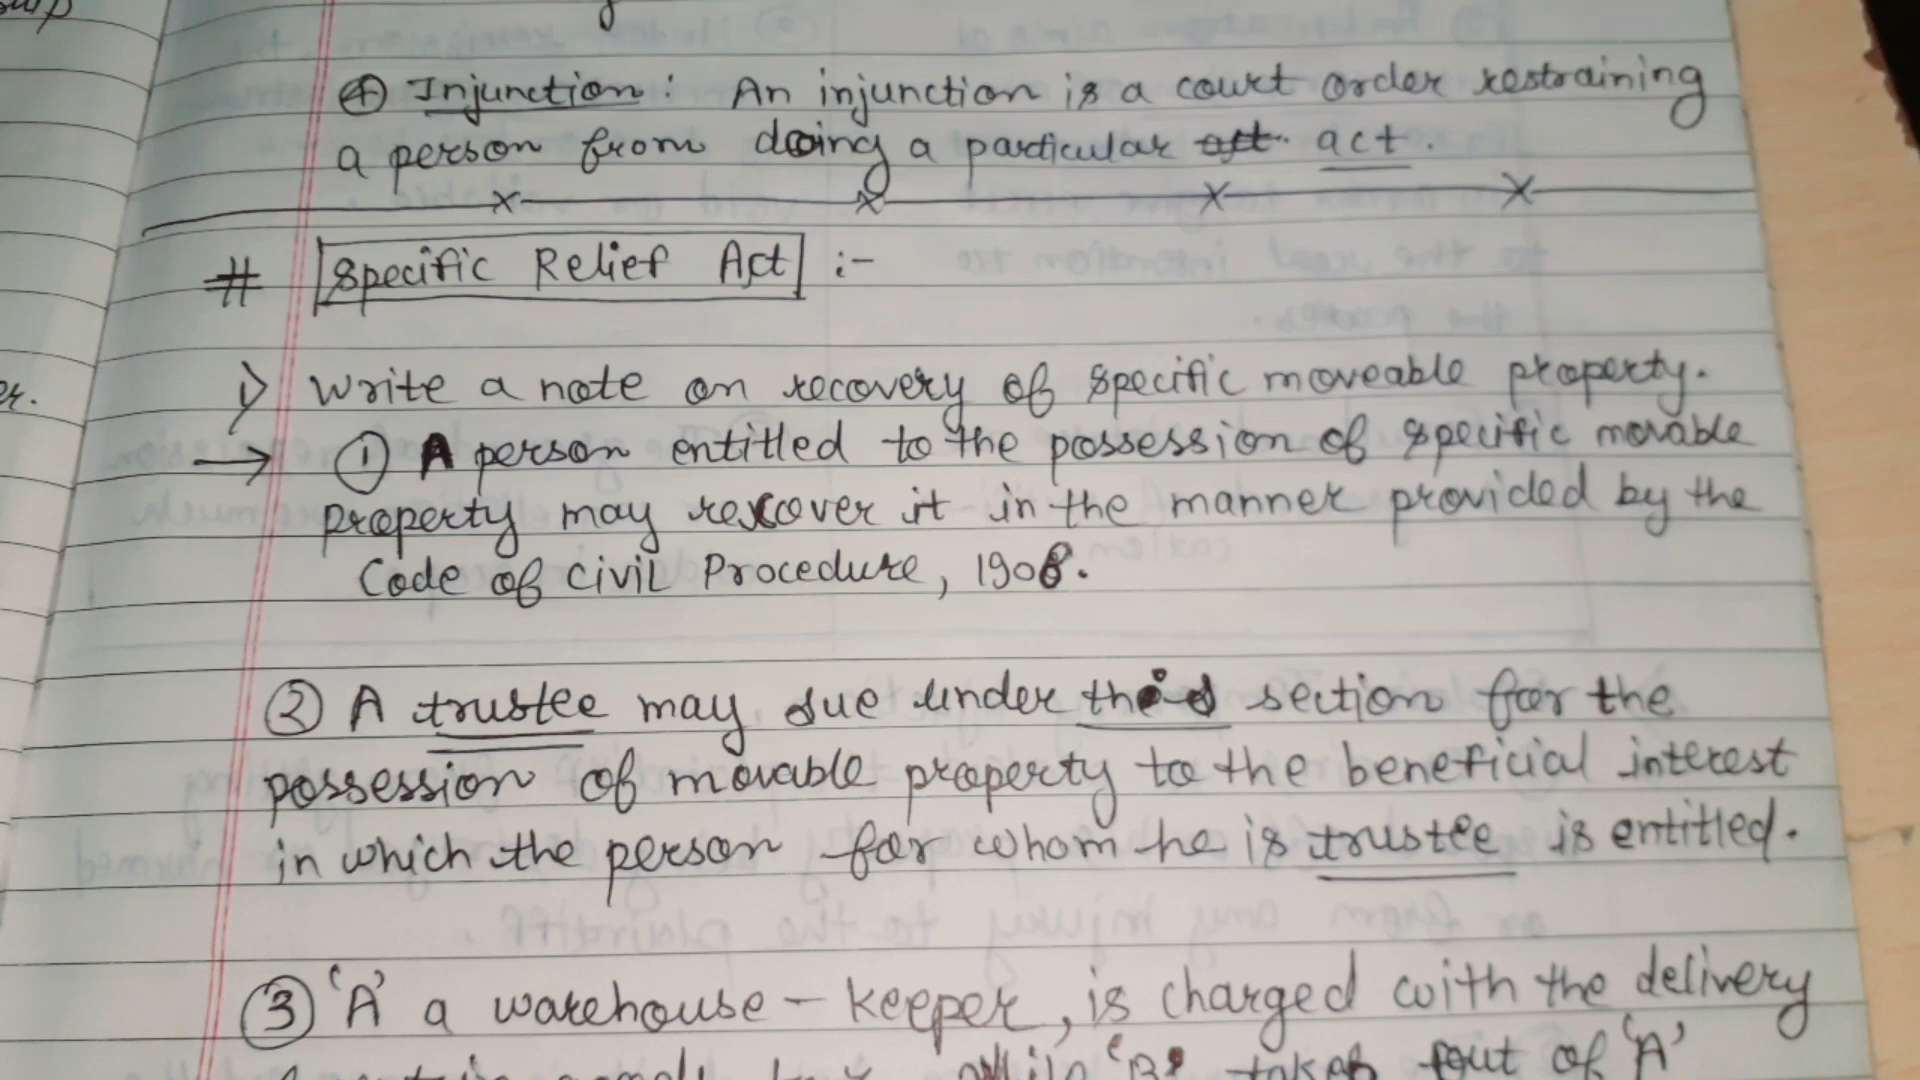 ④ Injunction: An injunction is a court order restraining
a person from doing a particular act.
# Specific Relief Act :-
1) Write a note on recovery of specific moveable property.
→ ① A person entitled to the possession of specific movable
property may recover it in the manner provided by the
Code of Civil Procedure, 1908.
② A trustee may sue under this section for the
possession of movable property to the beneficial interest
in which the person for whom he is trustee is entitled.
③ 'A' a warehouse-keeper, is charged with the delivery
'B' takes out of 'A'